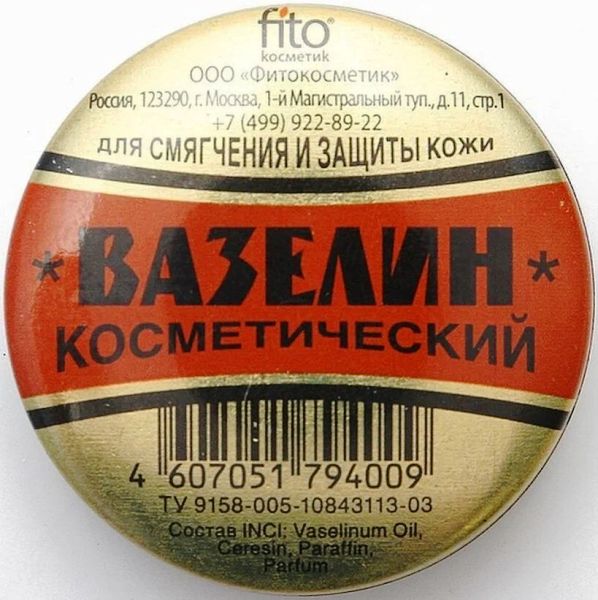 fito®
косметик
ООО «Фитокосметик»
Россия, 123290, г. Москва, 1-й Магистральный туп., д.11, стр.1
+7 (499) 922-89-22
ДЛЯ СМЯГЧЕНИЯ И ЗАЩИТЫ КОЖИ
* ВАЗЕЛИН *
КОСМЕТИЧЕСКИЙ
4 607051 794009
ТУ 9158-005-10843113-03
Состав INCI: Vaselinum Oil,
Ceresin, Paraffin,
Parfum